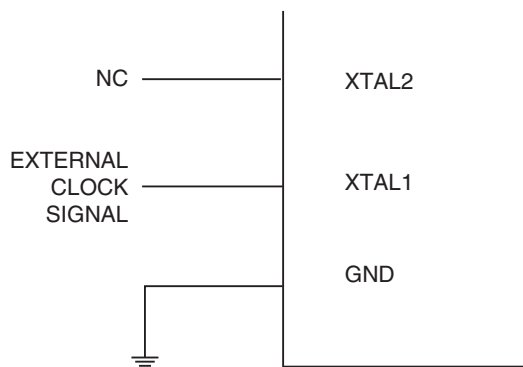 NC
XTAL2
EXTERNAL
CLOCK
SIGNAL
XTAL1
GND